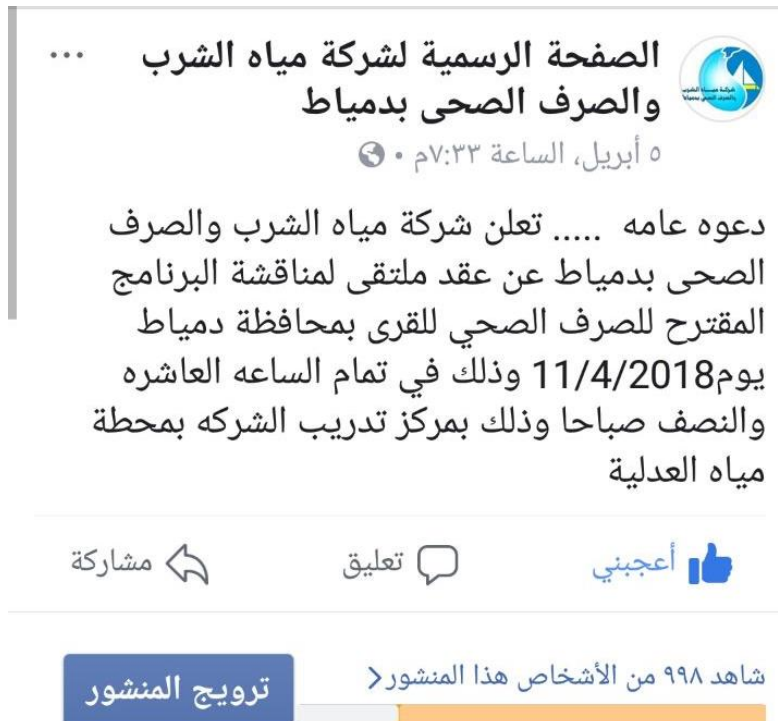 الصفحة الرسمية لشركة مياه الشرب
والصرف الصحى بدمياط
٥ أبريل، الساعة ٧:٣٣م
دعوه عامه ..... تعلن شركة مياه الشرب والصرف
الصحى بدمياط عن عقد ملتقى لمناقشة البرنامج
المقترح للصرف الصحي للقرى بمحافظة دمياط
يوم11/4/2018 وذلك في تمام الساعه العاشره
والنصف صباحا وذلك بمركز تدريب الشركه بمحطة
مياه العدلية
أعجبني تعليق مشاركة
شاهد ٩٩٨ من الأشخاص هذا المنشور
ترويج المنشور